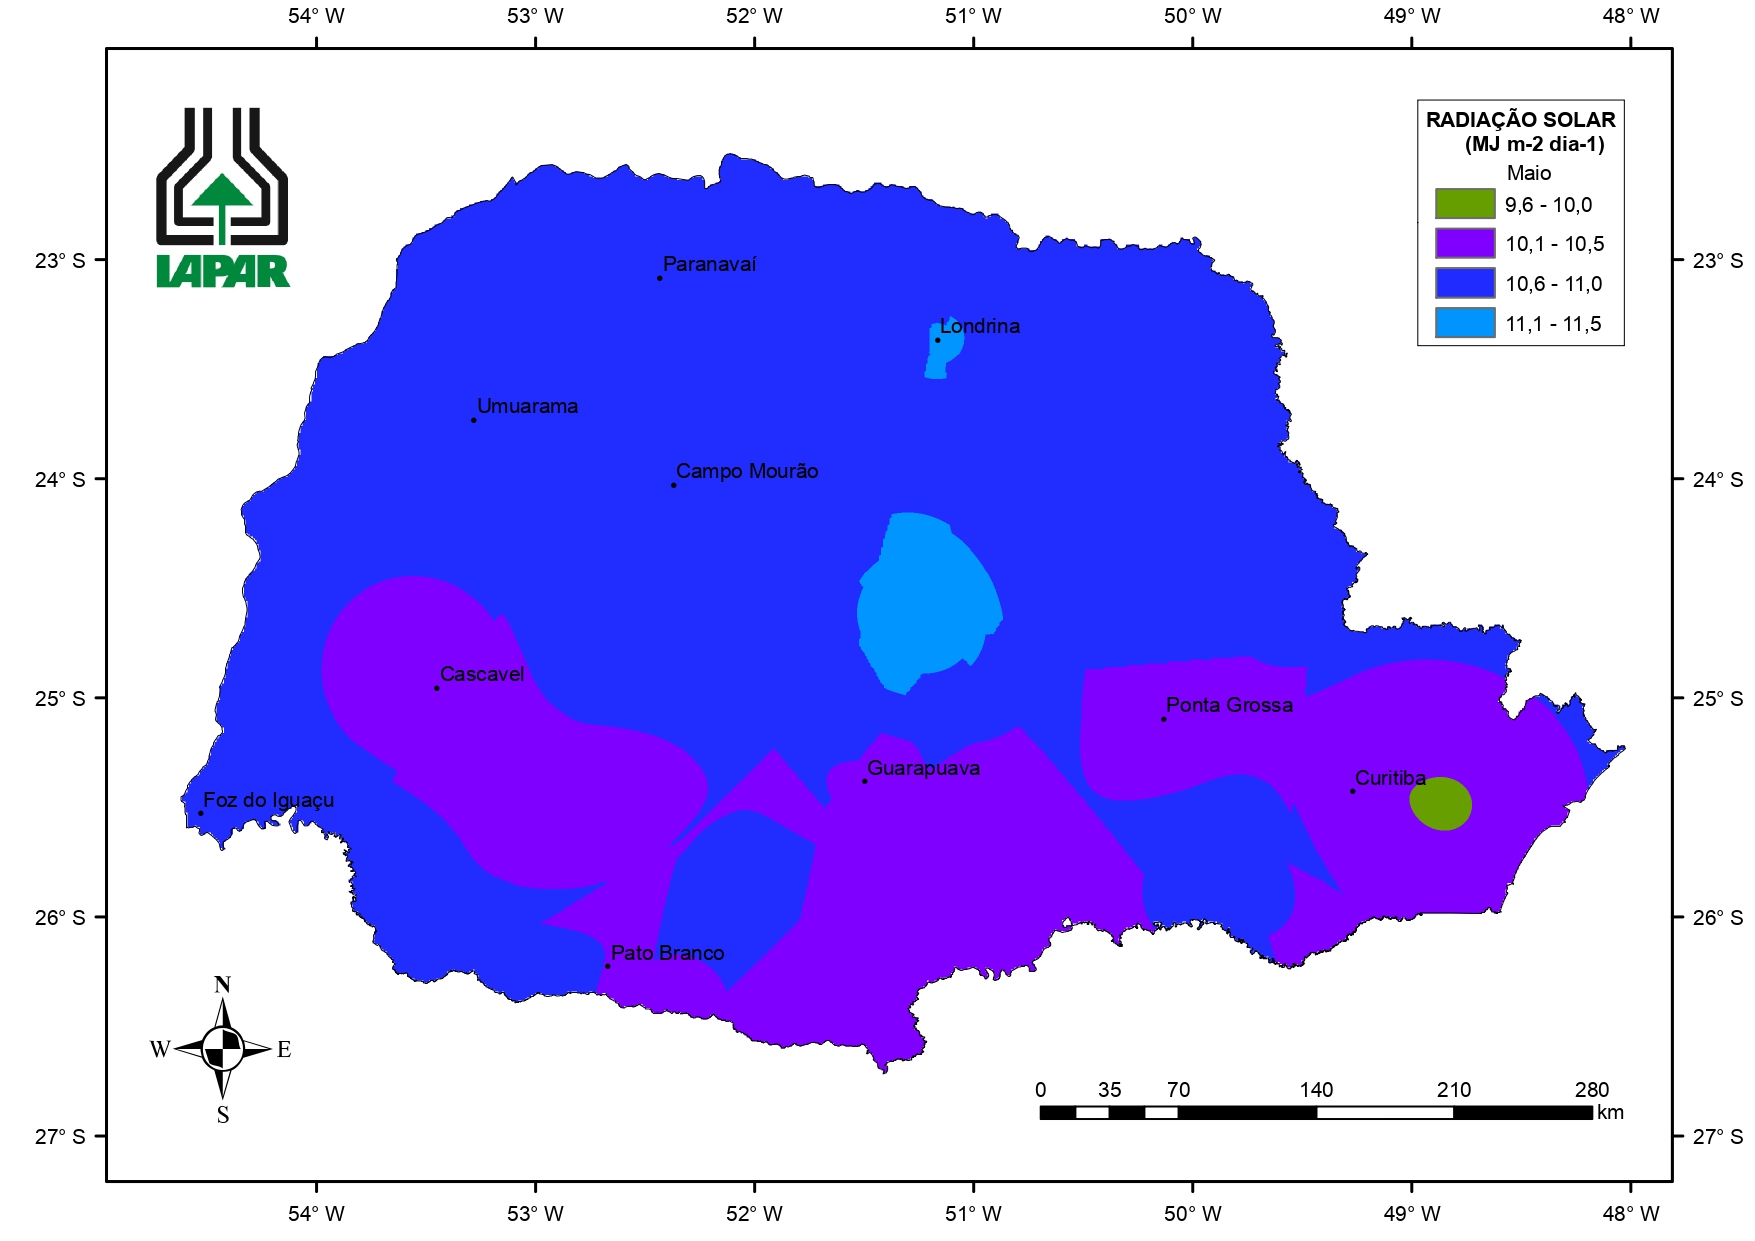 54° W 53° W 52° W 51° W 50° W 49° W 48° W
IAPAR
RADIAÇÃO SOLAR
(MJ m-2 dia-1)
Maio
9,6 - 10,0
10,1 - 10,5
10,6 - 11,0
11,1 - 11,5
23° S 23° S
Paranavaí
Londrina
Umuarama
Campo Mourão
24° S 24° S
Cascavel
25° S 25° S
Ponta Grossa
Guarapuava
Curitiba
Foz do Iguaçu
26° S 26° S
Pato Branco
N
W E
S
0 35 70 140 210 280
km
27° S 27° S
54° W 53° W 52° W 51° W 50° W 49° W 48° W